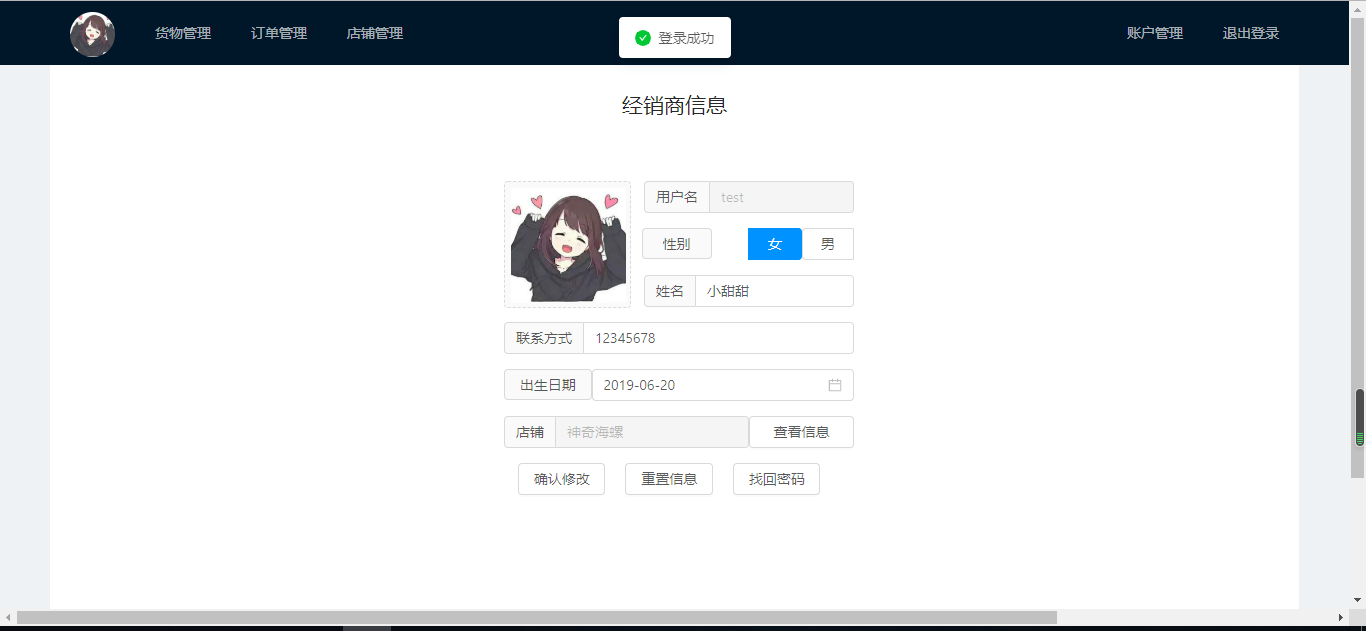 货物管理 订单管理 店铺管理 登录成功 账户管理 退出登录
经销商信息
用户名 test
性别 女 男
姓名 小甜甜
联系方式 12345678
出生日期 2019-06-20
店铺 神奇海螺 查看信息
确认修改 重置信息 找回密码